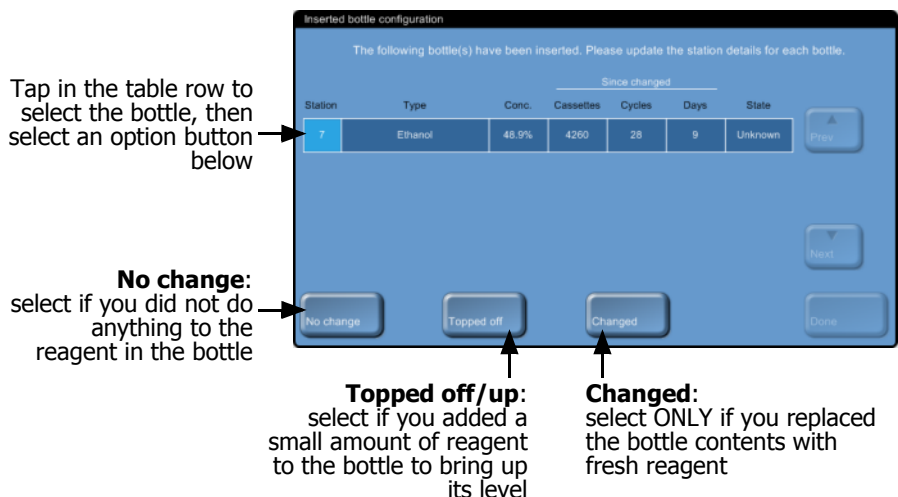 Inserted bottle configuration
The following bottle(s) have been inserted. Please update the station details for each bottle.
Since changed
Station Type Conc. Cassettes Cycles Days State
7 Ethanol 48.9% 4260 28 9 Unknown
Prev
Next
No change Topped off Changed Done
Tap in the table row to
select the bottle, then
select an option button
below
No change:
select if you did not do
anything to the
reagent in the bottle
Topped off/up:
select if you added a
small amount of reagent
to the bottle to bring up
its level
Changed:
select ONLY if you replaced
the bottle contents with
fresh reagent